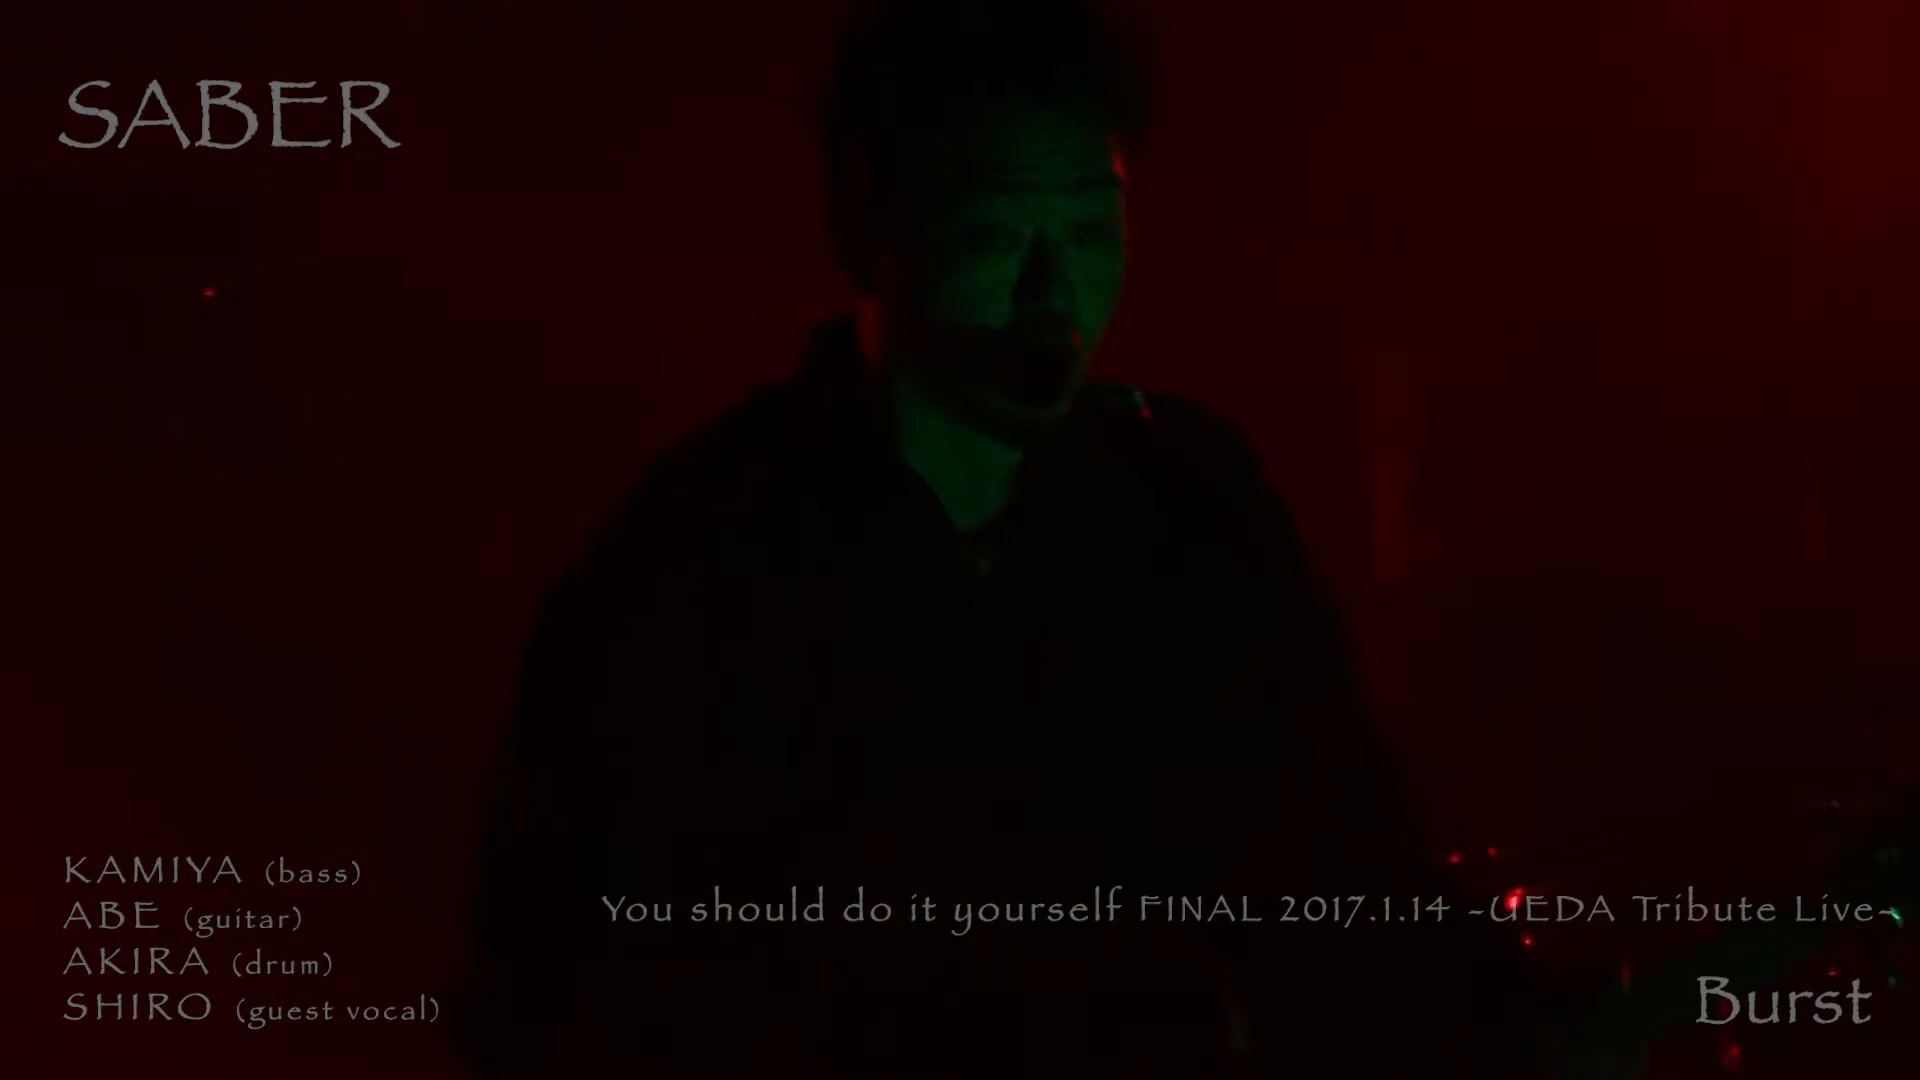 SABER
KAMIYA (bass)
ABE (guitar)
AKIRA (drum)
SHIRO (guest vocal)
You should do it yourself FINAL 2017.1.14 ~UEDA Tribute Live~
Burst